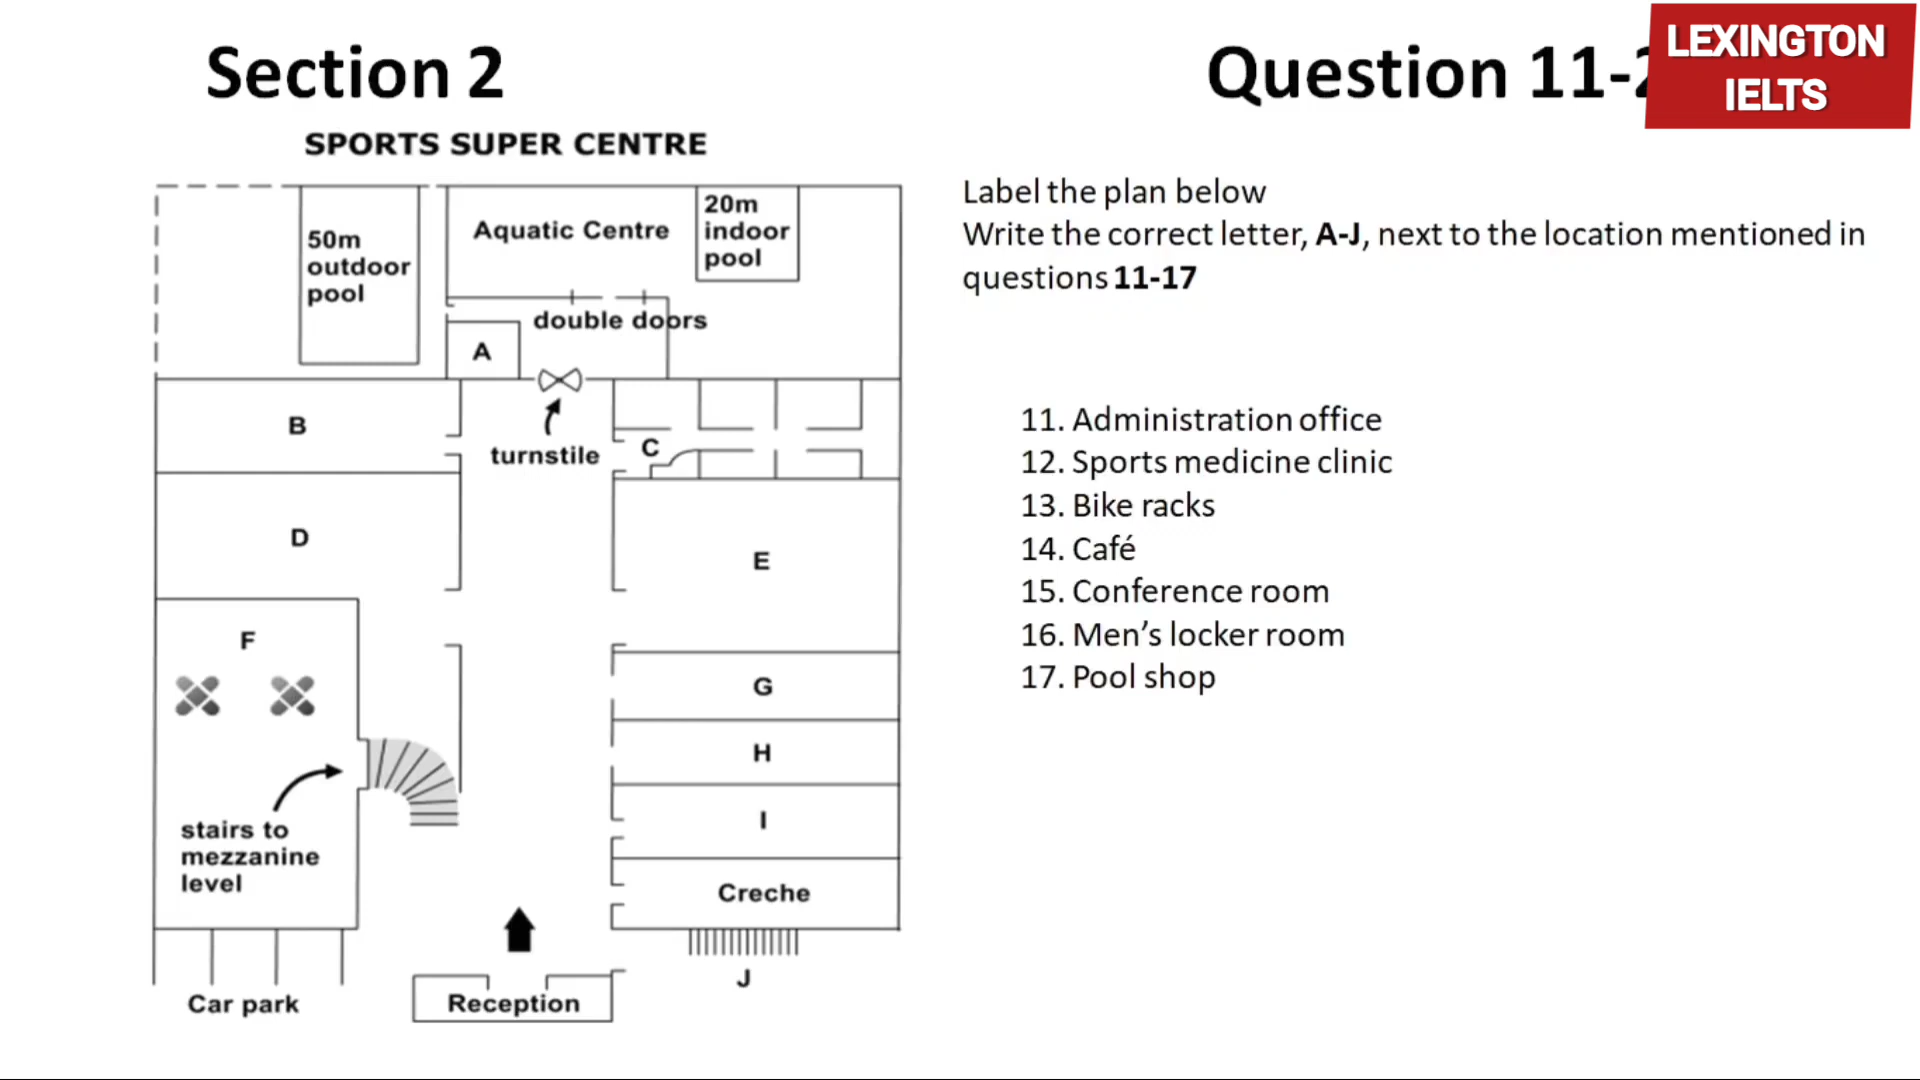 Section 2
Question 11-
LEXINGTON
IELTS
SPORTS SUPER CENTRE
50m
outdoor
pool
Aquatic Centre
20m
indoor
pool
double doors
A
B
turnstile
C
D
E
F
G
H
I
stairs to
mezzanine
level
Creche
J
Car park
Reception
Label the plan below
Write the correct letter, A-J, next to the location mentioned in
questions 11-17
11. Administration office
12. Sports medicine clinic
13. Bike racks
14. Café
15. Conference room
16. Men's locker room
17. Pool shop